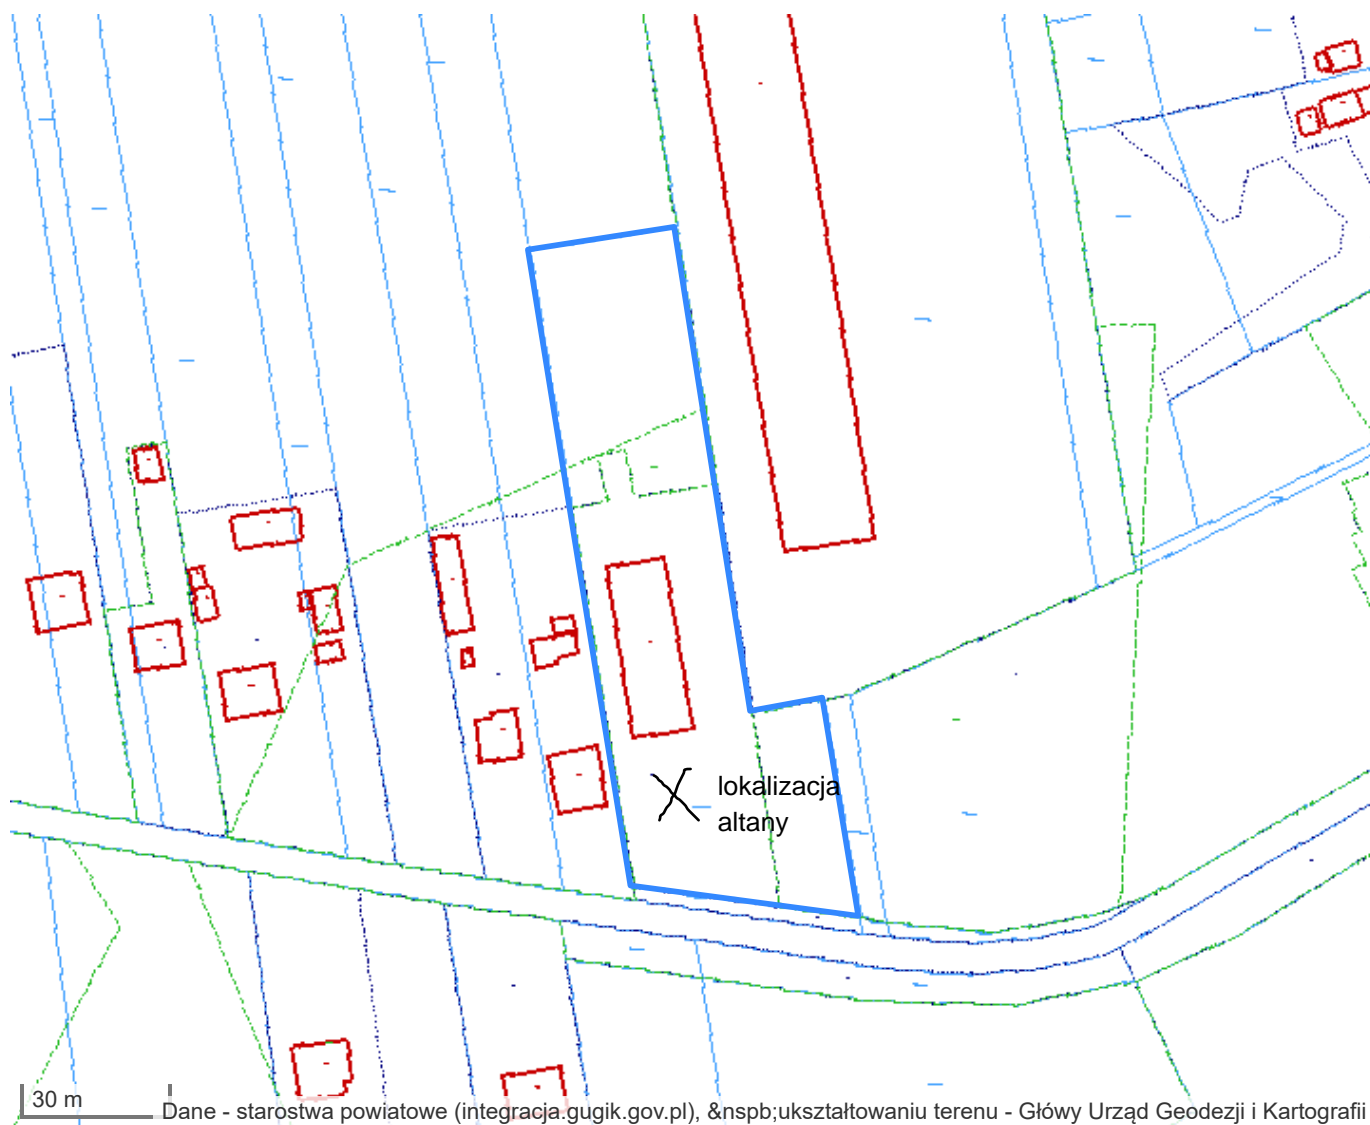 lokalizacja
altany
30 m
Dane - starostwa powiatowe (integracja.gugik.gov.pl), &nspb;ukształtowaniu terenu - Główy Urząd Geodezji i Kartografii